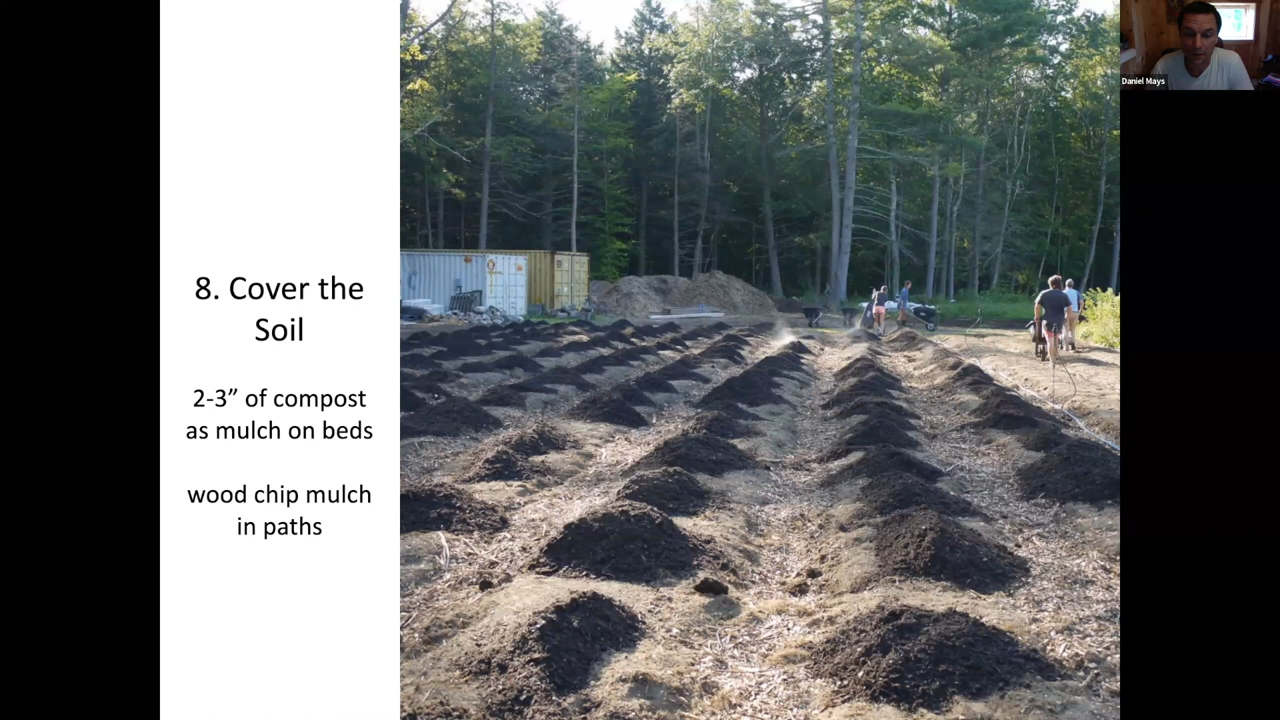 8. Cover the
Soil
2-3” of compost
as mulch on beds
wood chip mulch
in paths
Daniel Mays